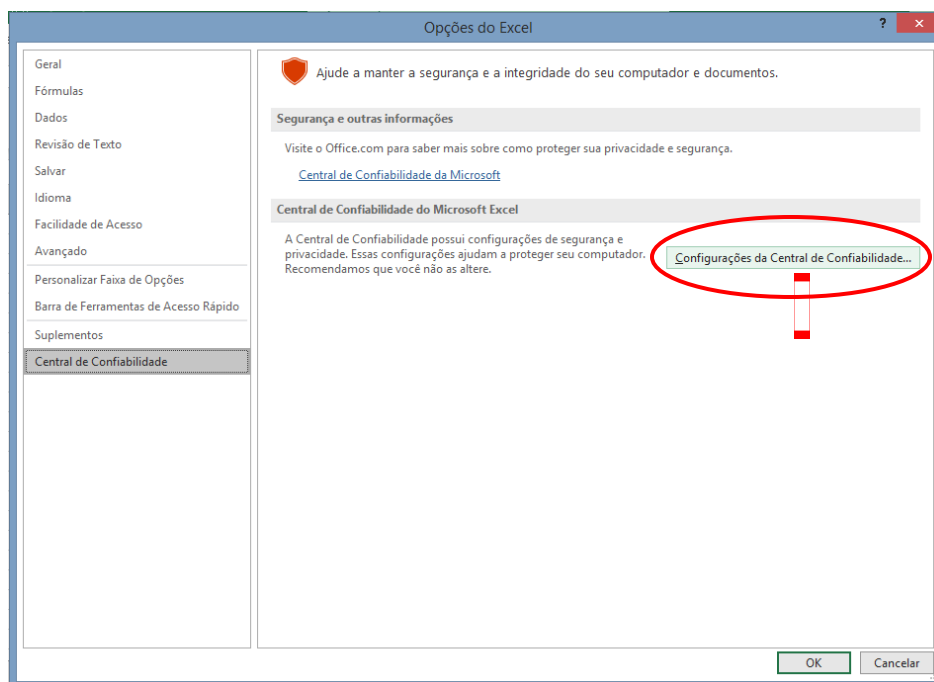 Opções do Excel
?
Geral
Fórmulas
Dados
Revisão de Texto
Salvar
Idioma
Facilidade de Acesso
Avançado
Personalizar Faixa de Opções
Barra de Ferramentas de Acesso Rápido
Suplementos
Central de Confiabilidade
Ajude a manter a segurança e a integridade do seu computador e documentos.
Segurança e outras informações
Visite o Office.com para saber mais sobre como proteger sua privacidade e segurança.
Central de Confiabilidade da Microsoft
Central de Confiabilidade do Microsoft Excel
A Central de Confiabilidade possui configurações de segurança e
privacidade. Essas configurações ajudam a proteger seu computador.
Recomendamos que você não as altere.
Configurações da Central de Confiabilidade...
OK
Cancelar